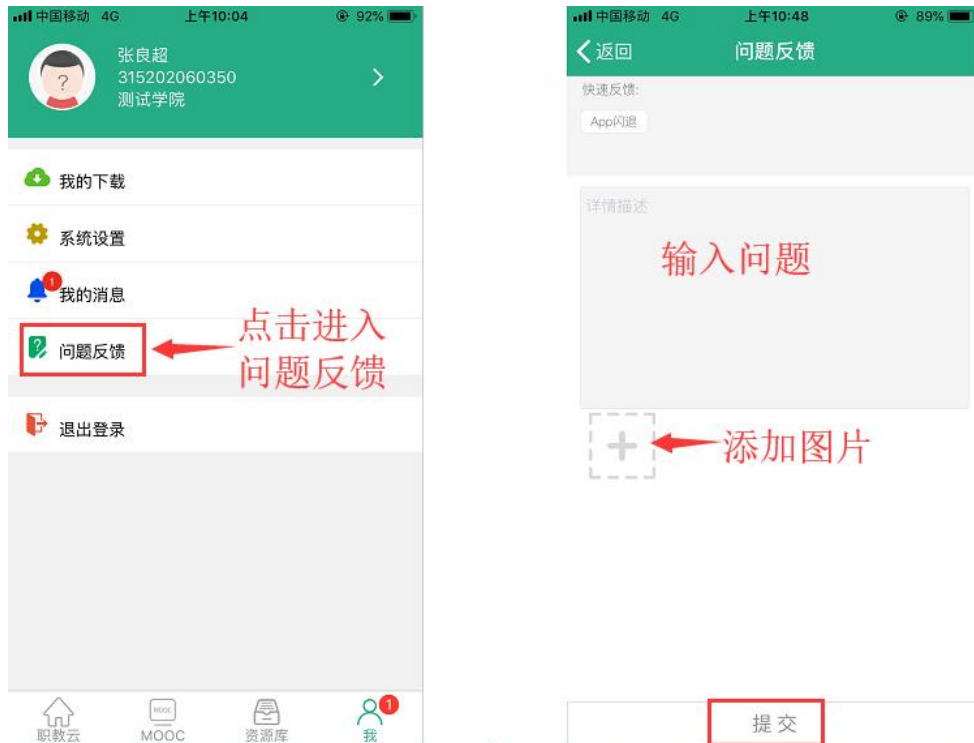 中国移动 4G 上午10:04 92%
张良超
315202060350
测试学院
?
我的下载
系统设置
1
我的消息
问题反馈
点击进入
问题反馈
退出登录
职教云
MOOC
MOOC
资源库
1
我
中国移动 4G 上午10:48 89%
返回 问题反馈
快速反馈:
App闪退
详情描述
输入问题
添加图片
提交